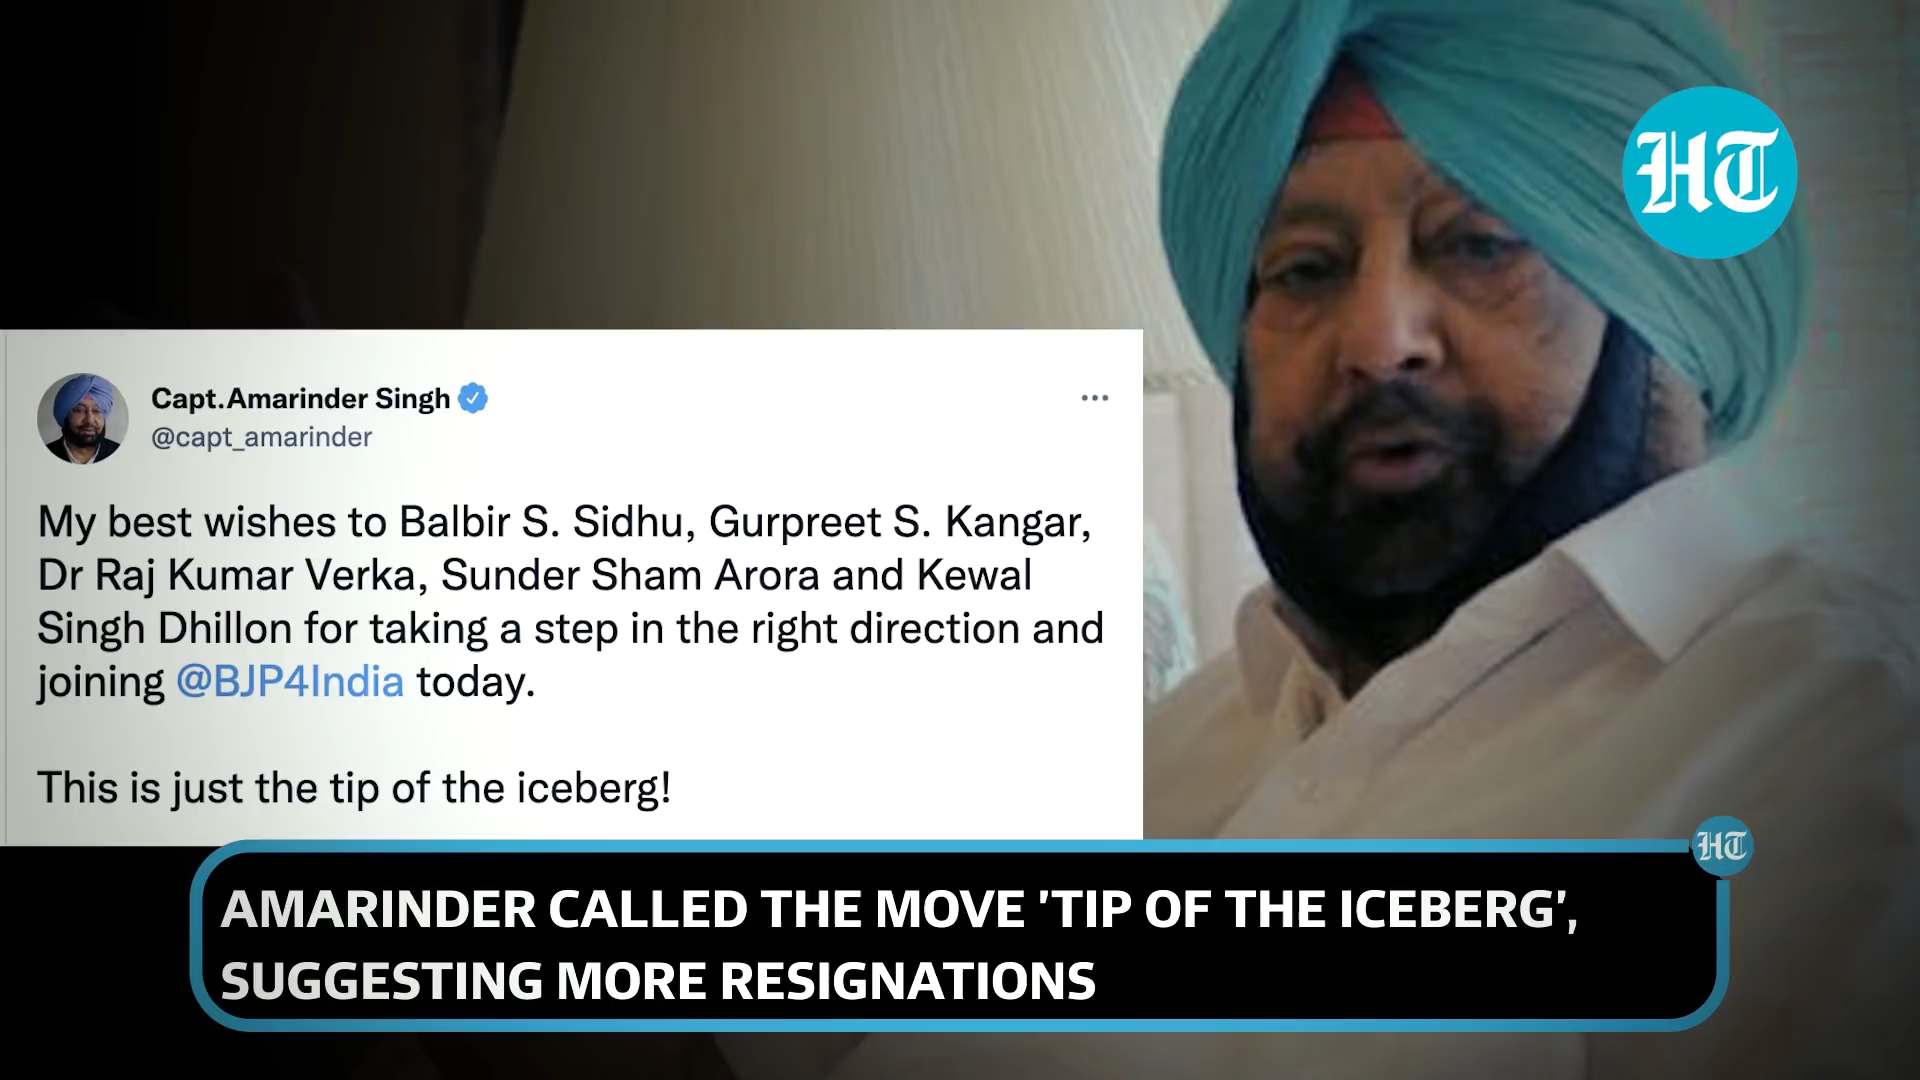 HT
Capt.Amarinder Singh
@capt_amarinder
My best wishes to Balbir S. Sidhu, Gurpreet S. Kangar,
Dr Raj Kumar Verka, Sunder Sham Arora and Kewal
Singh Dhillon for taking a step in the right direction and
joining @BJP4India today.
This is just the tip of the iceberg!
HT
AMARINDER CALLED THE MOVE 'TIP OF THE ICEBERG',
SUGGESTING MORE RESIGNATIONS